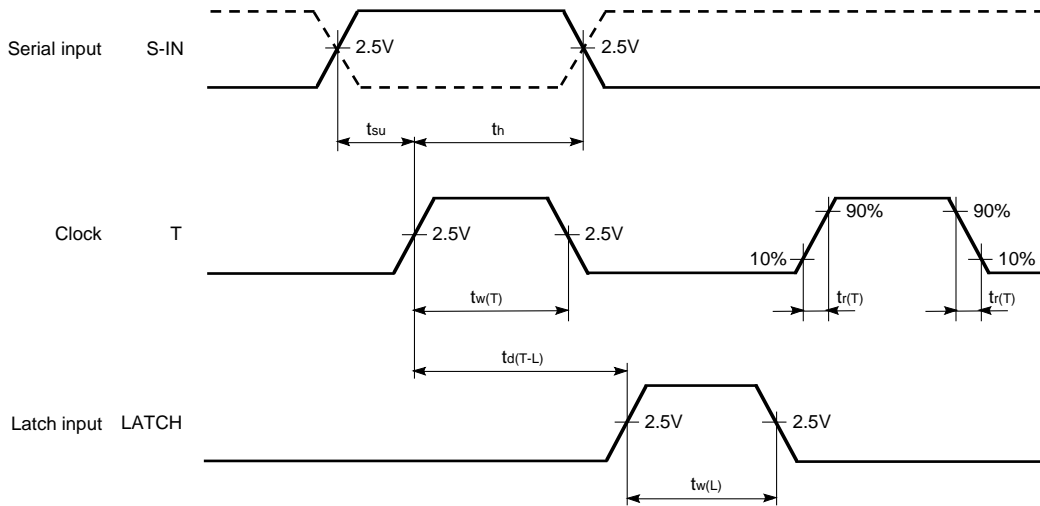 Serial input S-IN 2.5V 2.5V
tsu th
Clock T 2.5V 2.5V 10% 90% 90% 10%
tw(T) tr(T) tr(T)
td(T-L)
Latch input LATCH 2.5V 2.5V
tw(L)